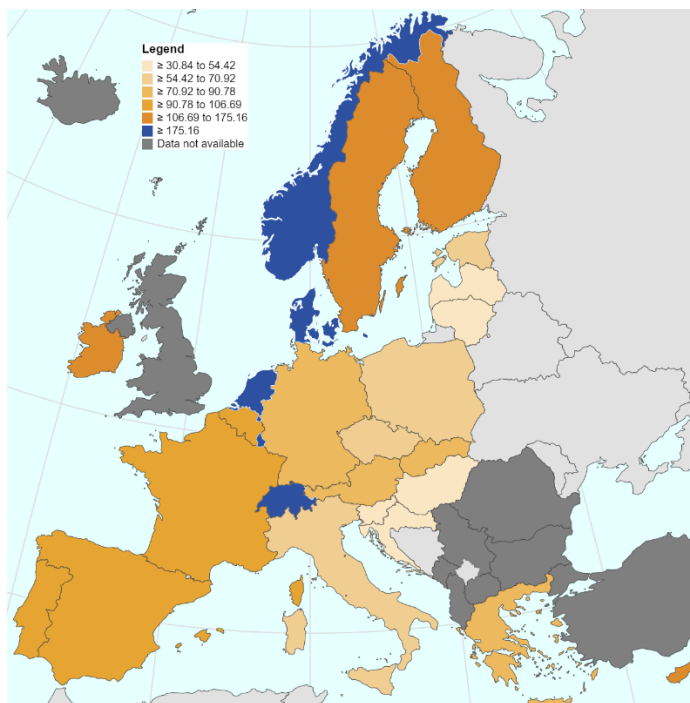 Legend
≥ 30.84 to 54.42
≥ 54.42 to 70.92
≥ 70.92 to 90.78
≥ 90.78 to 106.69
≥ 106.69 to 175.16
≥ 175.16
Data not available